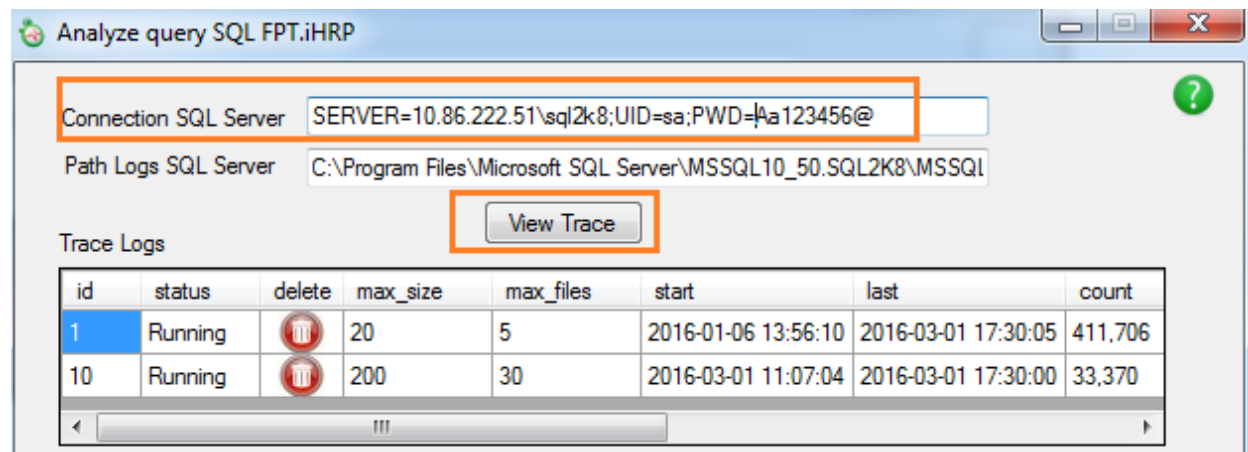 Analyze query SQL FPT.iHRP
Connection SQL Server SERVER=10.86.222.51\sql2k8;UID=sa;PWD=Aa123456@
Path Logs SQL Server C:\Program Files\Microsoft SQL Server\MSSQL10_50.SQL2K8\MSSQL
View Trace
Trace Logs
id status delete max_size max_files start last count
1 Running 20 5 2016-01-06 13:56:10 2016-03-01 17:30:05 411,706
10 Running 200 30 2016-03-01 11:07:04 2016-03-01 17:30:00 33,370